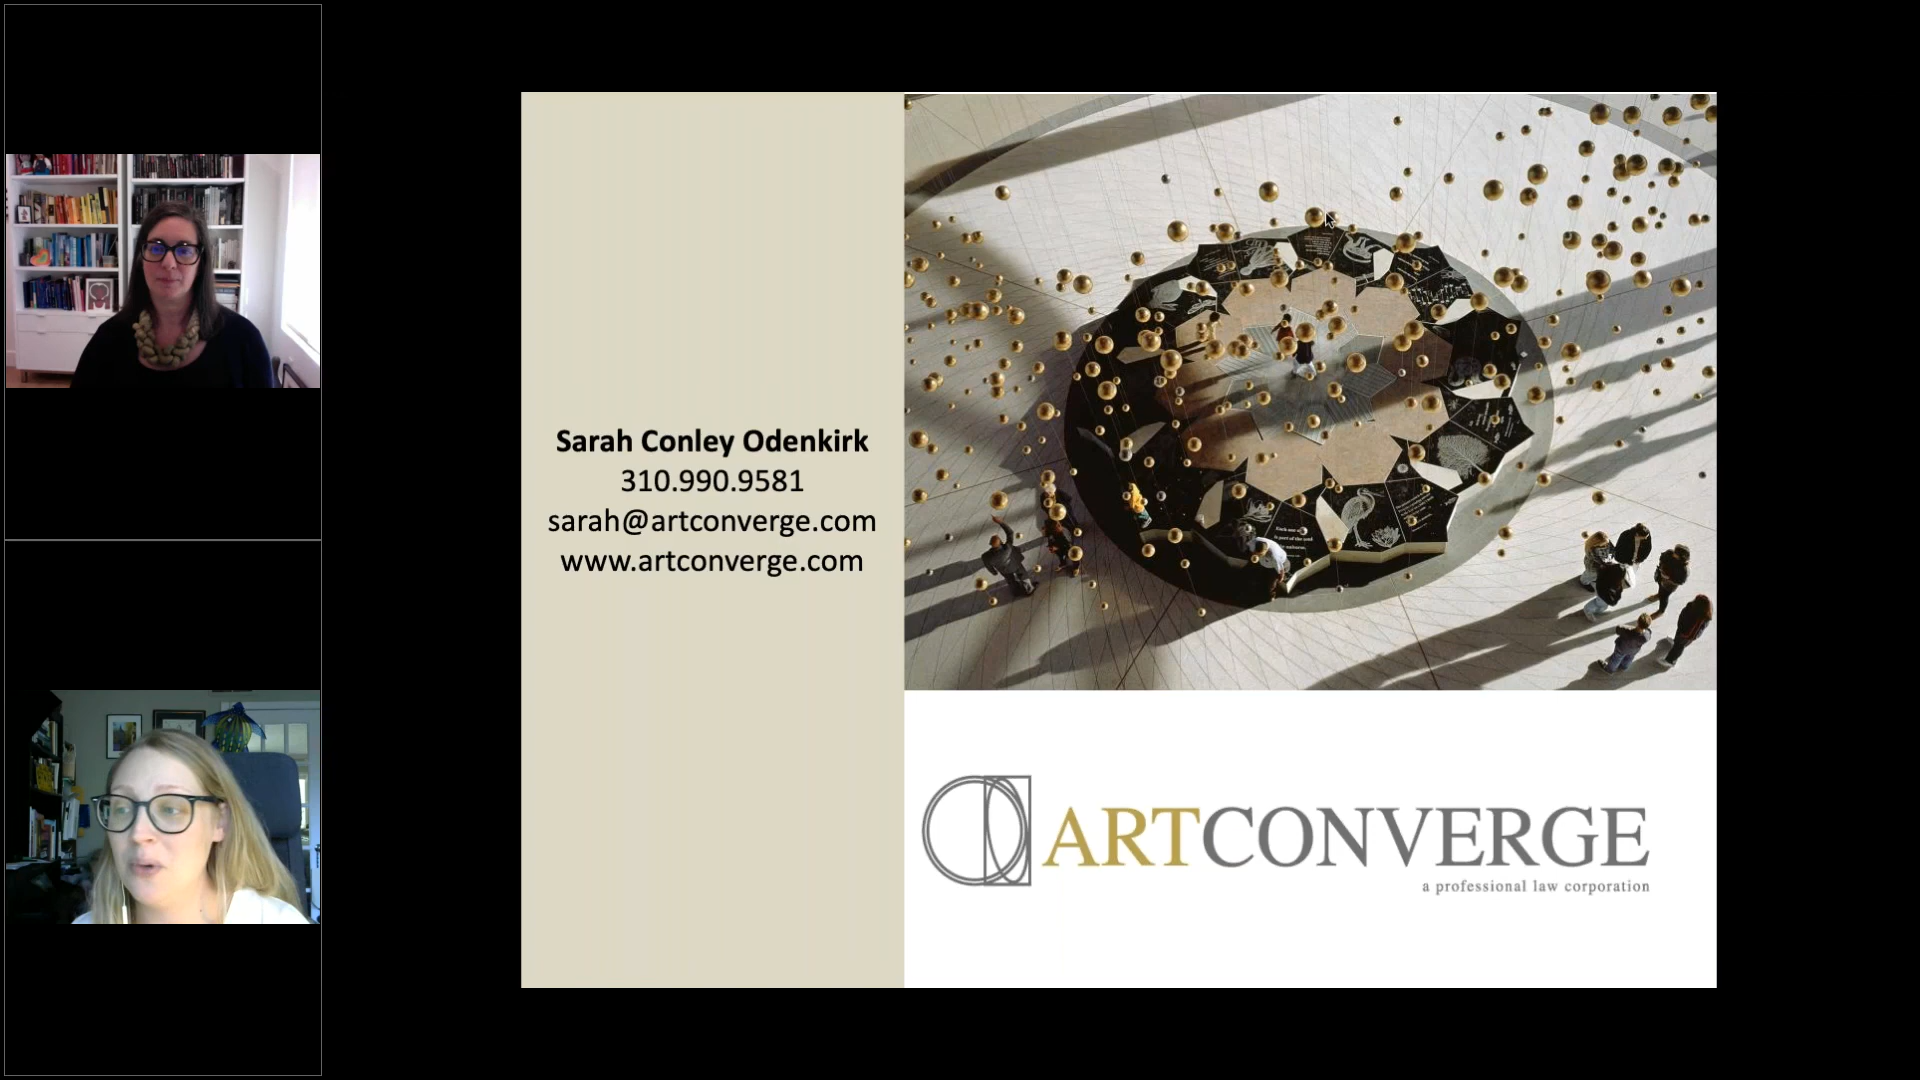 Sarah Conley Odenkirk
310.990.9581
sarah@artconverge.com
www.artconverge.com
ARTCONVERGE
a professional law corporation